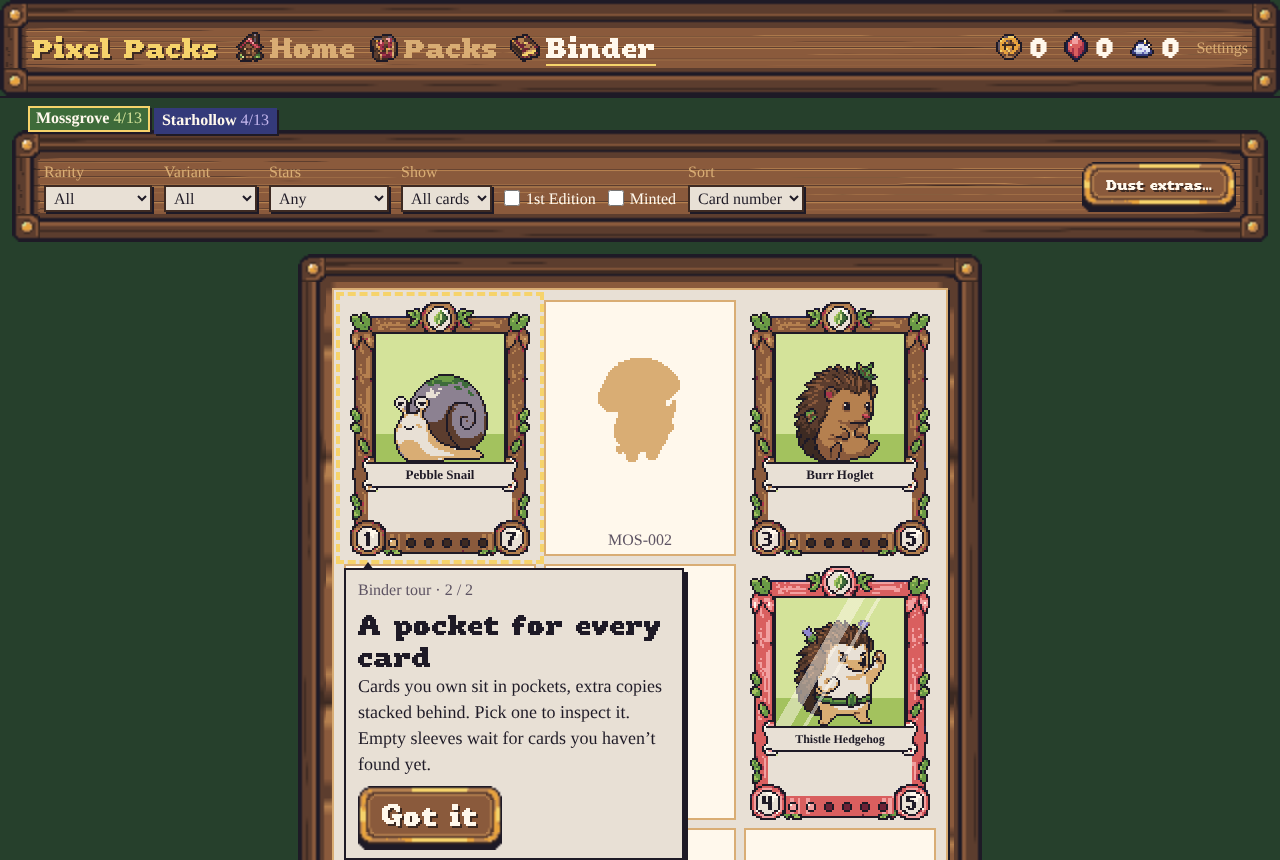 Pixel Packs Home Packs Binder 0 0 0 Settings
Mossgrove 4/13 Starhollow 4/13
Rarity Variant Stars Show Sort
All All Any All cards 1st Edition Minted Card number Dust extras...
Pebble Snail
1 7
MOS-002
Burr Hoglet
3 5
Binder tour · 2 / 2
A pocket for every
card
Cards you own sit in pockets, extra copies
stacked behind. Pick one to inspect it.
Empty sleeves wait for cards you haven’t
found yet.
Got it
Thistle Hedgehog
4 5